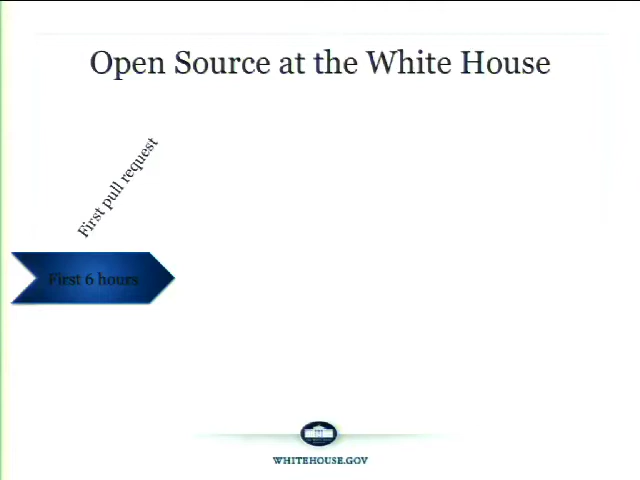 Open Source at the White House
First pull request
First 6 hours
WHITEHOUSE.GOV